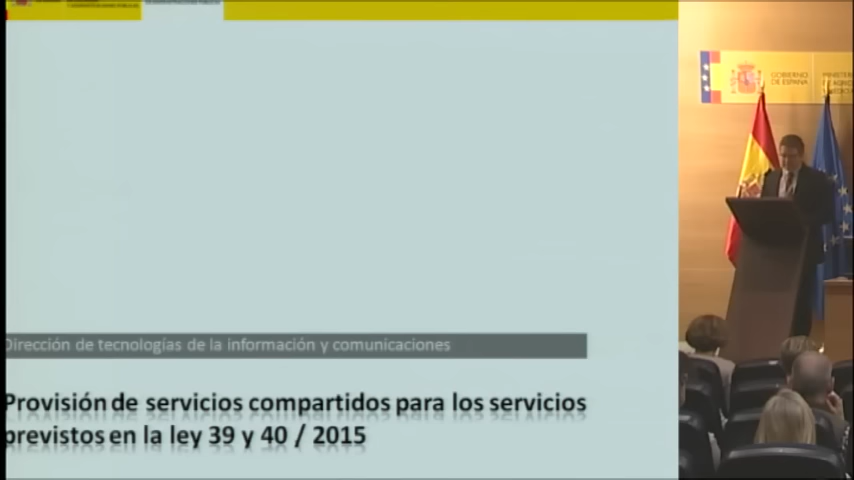 GOBIERNO
DE ESPAÑA
Dirección de tecnologías de la información y comunicaciones
Provisión de servicios compartidos para los servicios
previstos en la ley 39 y 40 / 2015